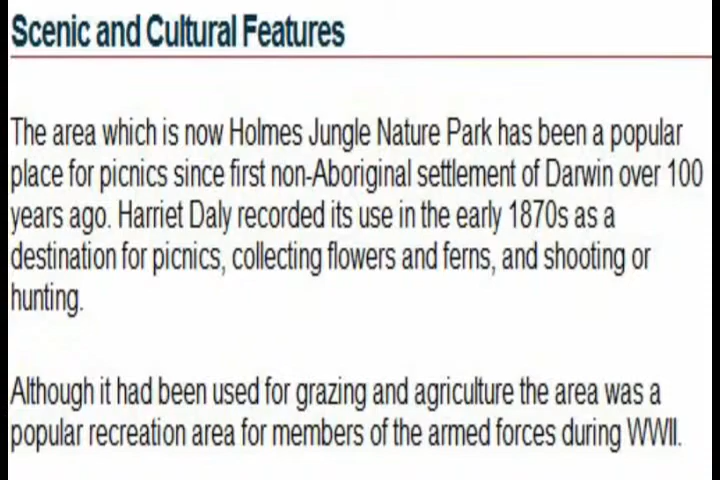 Scenic and Cultural Features
The area which is now Holmes Jungle Nature Park has been a popular
place for picnics since first non-Aboriginal settlement of Darwin over 100
years ago. Harriet Daly recorded its use in the early 1870s as a
destination for picnics, collecting flowers and ferns, and shooting or
hunting.
Although it had been used for grazing and agriculture the area was a
popular recreation area for members of the armed forces during WWII.